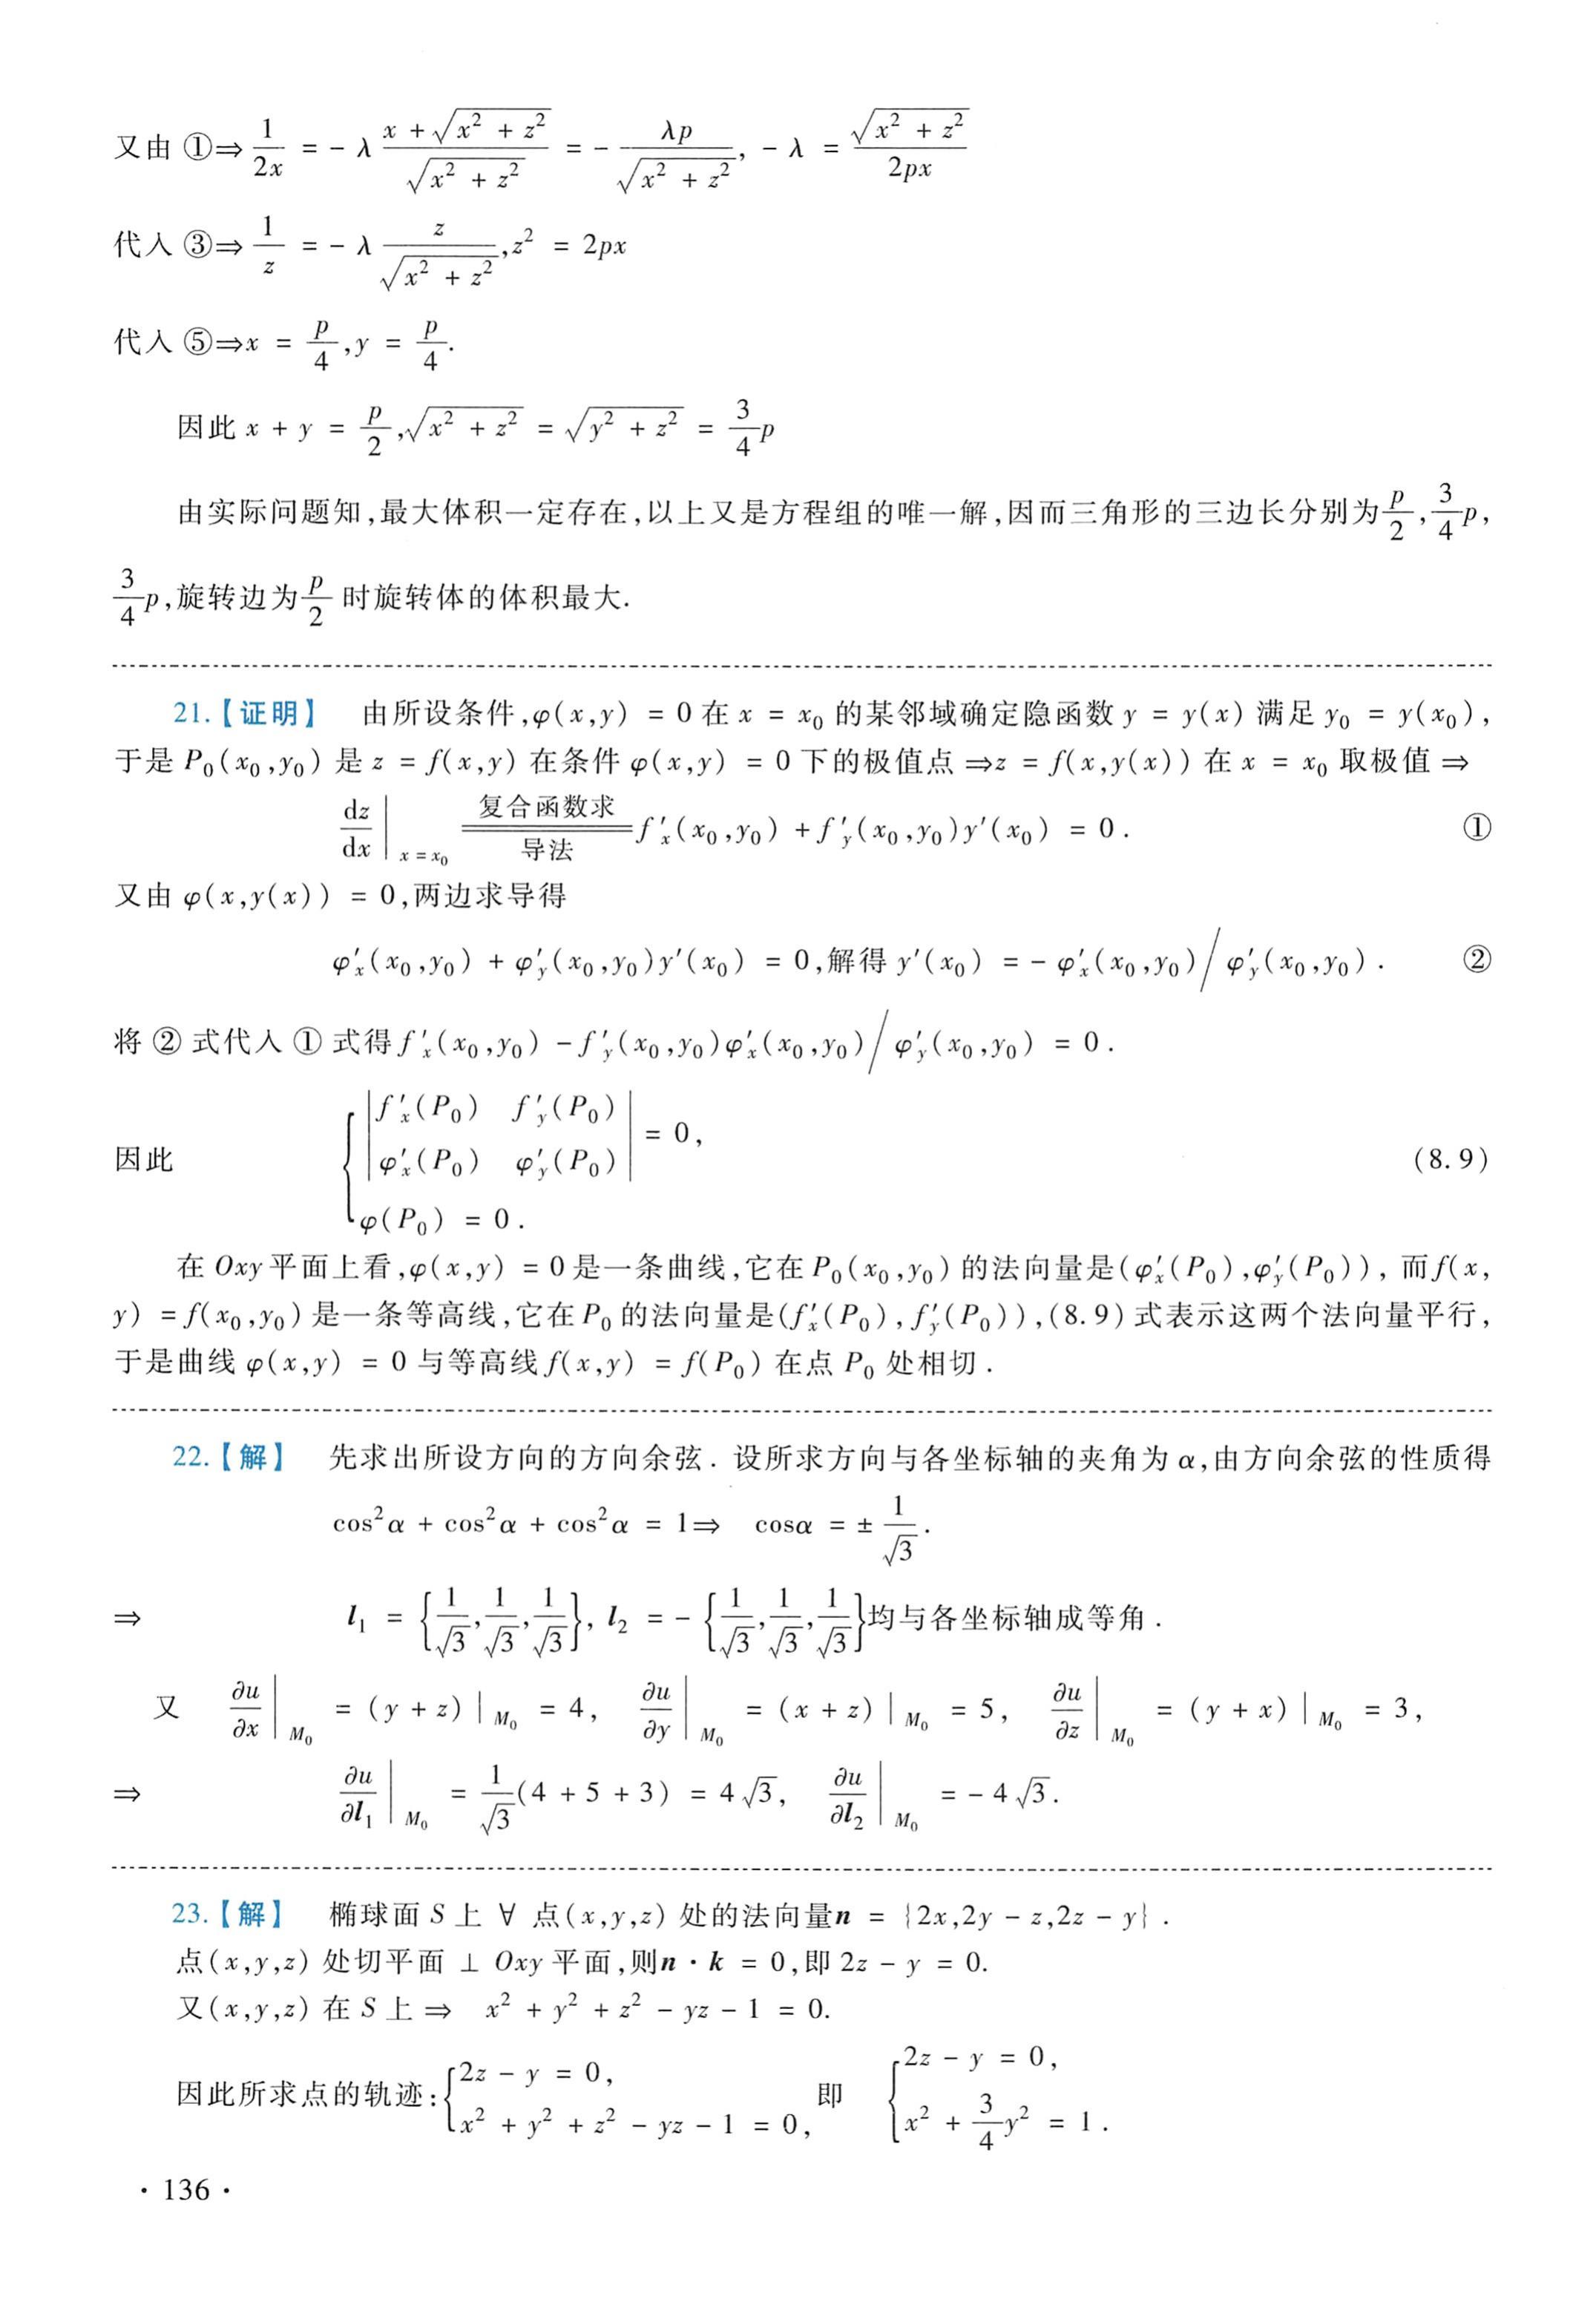 又由 ①⇒ $\frac{1}{2x} = -\lambda \frac{x+\sqrt{x^2+z^2}}{\sqrt{x^2+z^2}} = -\frac{\lambda p}{\sqrt{x^2+z^2}}, -\lambda = \frac{\sqrt{x^2+z^2}}{2px}$
代入 ③⇒ $\frac{1}{z} = -\lambda \frac{z}{\sqrt{x^2+z^2}}, z^2 = 2px$
代入 ⑤⇒ $x = \frac{p}{4}, y = \frac{p}{4}$.
因此 $x+y = \frac{p}{2}, \sqrt{x^2+z^2} = \sqrt{y^2+z^2} = \frac{3}{4}p$
由实际问题知,最大体积一定存在,以上又是方程组的唯一解,因而三角形的三边长分别为 $\frac{p}{2}, \frac{3}{4}p,$
$\frac{3}{4}p$,旋转边为 $\frac{p}{2}$ 时旋转体的体积最大.
21.【证明】 由所设条件,$\varphi(x,y) = 0$ 在 $x = x_0$ 的某邻域确定隐函数 $y = y(x)$ 满足 $y_0 = y(x_0)$,
于是 $P_0(x_0,y_0)$ 是 $z = f(x,y)$ 在条件 $\varphi(x,y) = 0$ 下的极值点 ⇒ $z = f(x,y(x))$ 在 $x = x_0$ 取极值 ⇒
$\left.\frac{dz}{dx}\right|_{x=x_0} \xlongequal[导法]{复合函数求} f'_x(x_0,y_0) + f'_y(x_0,y_0)y'(x_0) = 0.$ ①
又由 $\varphi(x,y(x)) = 0$,两边求导得
$\varphi'_x(x_0,y_0) + \varphi'_y(x_0,y_0)y'(x_0) = 0$,解得 $y'(x_0) = -\varphi'_x(x_0,y_0)/\varphi'_y(x_0,y_0).$ ②
将 ② 式代入 ① 式得 $f'_x(x_0,y_0) - f'_y(x_0,y_0)\varphi'_x(x_0,y_0)/\varphi'_y(x_0,y_0) = 0.$
因此 $\begin{cases} \begin{vmatrix} f'_x(P_0) & f'_y(P_0) \\ \varphi'_x(P_0) & \varphi'_y(P_0) \end{vmatrix} = 0, \\ \varphi(P_0) = 0. \end{cases}$ (8.9)
在 $Oxy$ 平面上看,$\varphi(x,y) = 0$ 是一条曲线,它在 $P_0(x_0,y_0)$ 的法向量是$(\varphi'_x(P_0),\varphi'_y(P_0))$, 而 $f(x,$
$y) = f(x_0,y_0)$ 是一条等高线,它在 $P_0$ 的法向量是$(f'_x(P_0),f'_y(P_0))$,(8.9) 式表示这两个法向量平行,
于是曲线 $\varphi(x,y) = 0$ 与等高线 $f(x,y) = f(P_0)$ 在点 $P_0$ 处相切.
22.【解】 先求出所设方向的方向余弦. 设所求方向与各坐标轴的夹角为 $\alpha$,由方向余弦的性质得
$\cos^2\alpha + \cos^2\alpha + \cos^2\alpha = 1$⇒ $\cos\alpha = \pm\frac{1}{\sqrt{3}}.$
⇒ $\boldsymbol{l}_1 = \left\{\frac{1}{\sqrt{3}},\frac{1}{\sqrt{3}},\frac{1}{\sqrt{3}}\right\}, \boldsymbol{l}_2 = -\left\{\frac{1}{\sqrt{3}},\frac{1}{\sqrt{3}},\frac{1}{\sqrt{3}}\right\}$均与各坐标轴成等角.
又 $\left.\frac{\partial u}{\partial x}\right|_{M_0} = (y+z)|_{M_0} = 4, \left.\frac{\partial u}{\partial y}\right|_{M_0} = (x+z)|_{M_0} = 5, \left.\frac{\partial u}{\partial z}\right|_{M_0} = (y+x)|_{M_0} = 3,$
⇒ $\left.\frac{\partial u}{\partial l_1}\right|_{M_0} = \frac{1}{\sqrt{3}}(4+5+3) = 4\sqrt{3}, \left.\frac{\partial u}{\partial l_2}\right|_{M_0} = -4\sqrt{3}.$
23.【解】 椭球面 $S$ 上 ∀ 点$(x,y,z)$ 处的法向量$\boldsymbol{n} = \{2x,2y-z,2z-y\}$.
点$(x,y,z)$ 处切平面 ⊥ $Oxy$ 平面,则$\boldsymbol{n}\cdot\boldsymbol{k} = 0$,即 $2z-y = 0.$
又$(x,y,z)$ 在 $S$ 上 ⇒ $x^2+y^2+z^2-yz-1 = 0.$
因此所求点的轨迹:$\begin{cases} 2z-y = 0, \\ x^2+y^2+z^2-yz-1 = 0, \end{cases}$ 即 $\begin{cases} 2z-y = 0, \\ x^2+\frac{3}{4}y^2 = 1. \end{cases}$
· 136 ·